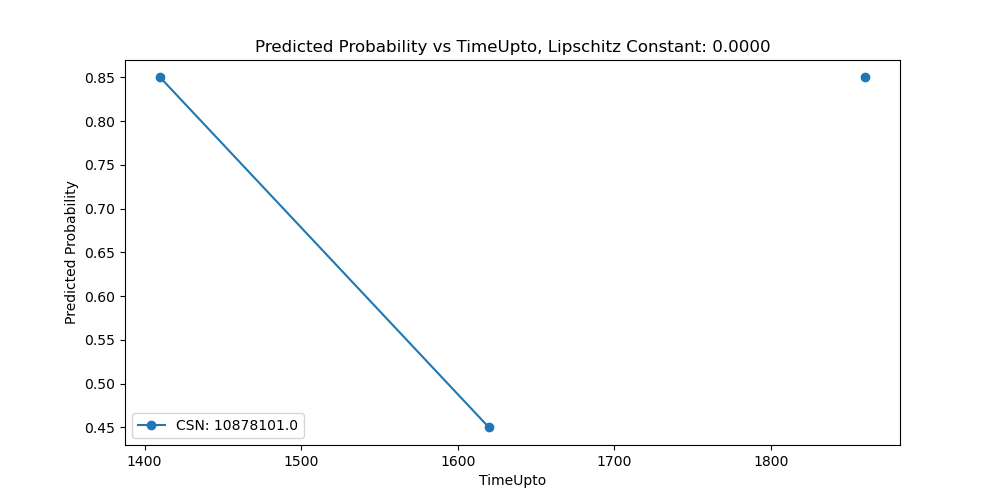 Predicted Probability vs TimeUpto, Lipschitz Constant: 0.0000
0.85
0.80
0.75
0.70
0.65
0.60
0.55
0.50
0.45
Predicted Probability
CSN: 10878101.0
1400 1500 1600 1700 1800
TimeUpto